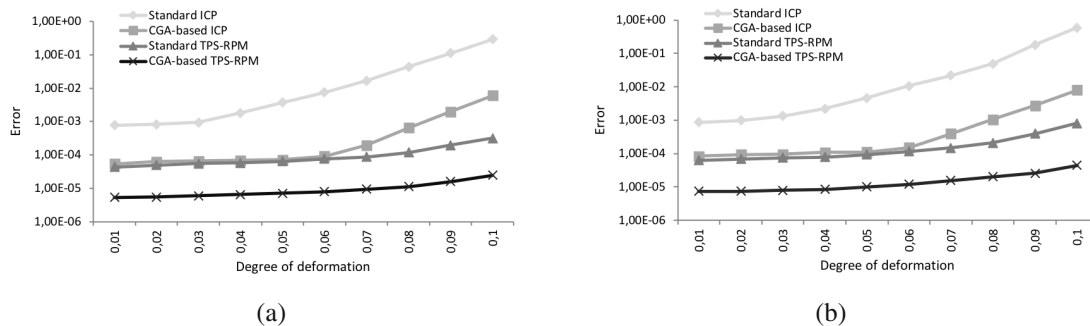 Standard ICP
CGA-based ICP
Standard TPS-RPM
CGA-based TPS-RPM
1,00E+00
1,00E-01
1,00E-02
1,00E-03
1,00E-04
1,00E-05
1,00E-06
Error
0,01
0,02
0,03
0,04
0,05
0,06
0,07
0,08
0,09
0,1
Degree of deformation
(a)
Standard ICP
CGA-based ICP
Standard TPS-RPM
CGA-based TPS-RPM
1,00E+00
1,00E-01
1,00E-02
1,00E-03
1,00E-04
1,00E-05
1,00E-06
Error
0,01
0,02
0,03
0,04
0,05
0,06
0,07
0,08
0,09
0,1
Degree of deformation
(b)